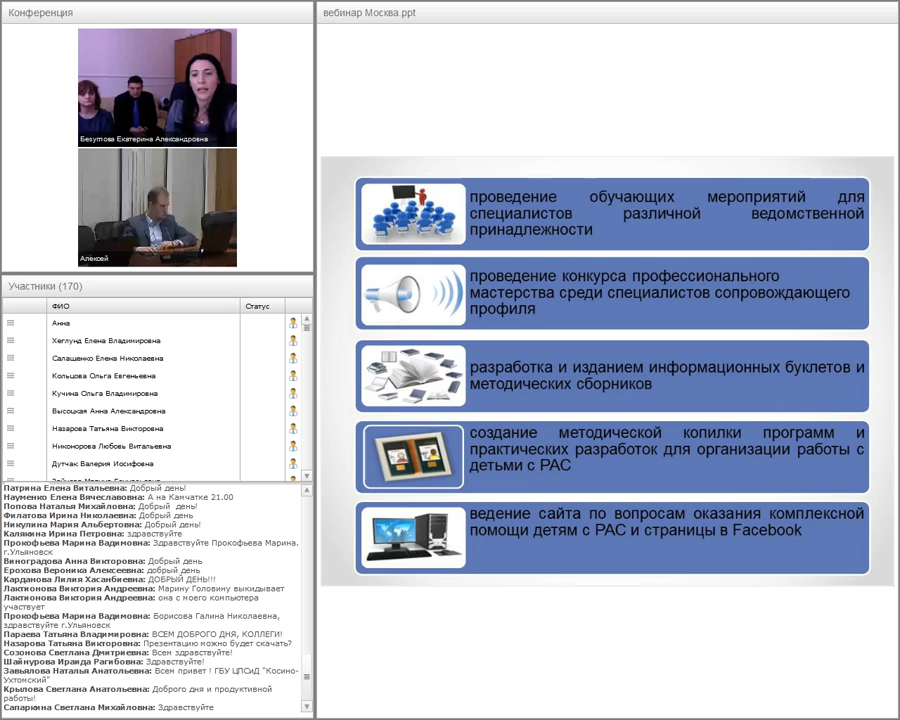 Конференция
Безуглова Екатерина Александровна
Алексей
Участники (170)
ФИО Статус
Анна
Хеглунд Елена Владимировна
Салащенко Елена Николаевна
Кольцова Ольга Евгеньевна
Кучина Ольга Владимировна
Высоцкая Анна Александровна
Назарова Татьяна Викторовна
Никонорова Любовь Витальевна
Дутчак Валерия Иосифовна
Патрина Елена Витальевна: Добрый день!
Науменко Елена Вячеславовна: А на Камчатке 21.00
Попова Наталья Михайловна: Добрый день!
Филатова Ирина Николаевна: Добрый день
Никулина Мария Альбертовна: Добрый день!
Калякина Ирина Петровна: здравствуйте
Прокофьева Марина Вадимовна: Здравствуйте Прокофьева Марина.
г.Ульяновск
Виноградова Анна Викторовна: Добрый день
Ерохова Вероника Алексеевна: добрый день
Карданова Лилия Хасанбиевна: ДОБРЫЙ ДЕНЬ!!!
Лактионова Виктория Андреевна: Марину Головину выкидывает
Лактионова Виктория Андреевна: она с моего компьютера
участвует
Прокофьева Марина Вадимовна: Борисова Галина Николаевна,
здравствуйте г.Ульяновск
Параева Татьяна Владимировна: ВСЕМ ДОБРОГО ДНЯ, КОЛЛЕГИ!
Назарова Татьяна Викторовна: Презентацию можно будет скачать?
Созонова Светлана Дмитриевна: Всем здравствуйте!
Шайнурова Ираида Рагибовна: Здравствуйте!
Завьялова Наталья Анатольевна: Всем привет ! ГБУ ЦПСиД "Косино-
Ухтомский"
Крылова Светлана Анатольевна: Доброго дня и продуктивной
работы!
Сапаркина Светлана Михайловна: Здравствуйте
вебинар Москва.ppt
проведение обучающих мероприятий для
специалистов различной ведомственной
принадлежности
проведение конкурса профессионального
мастерства среди специалистов сопровождающего
профиля
разработка и изданием информационных буклетов и
методических сборников
создание методической копилки программ и
практических разработок для организации работы с
детьми с РАС
ведение сайта по вопросам оказания комплексной
помощи детям с РАС и страницы в Facebook